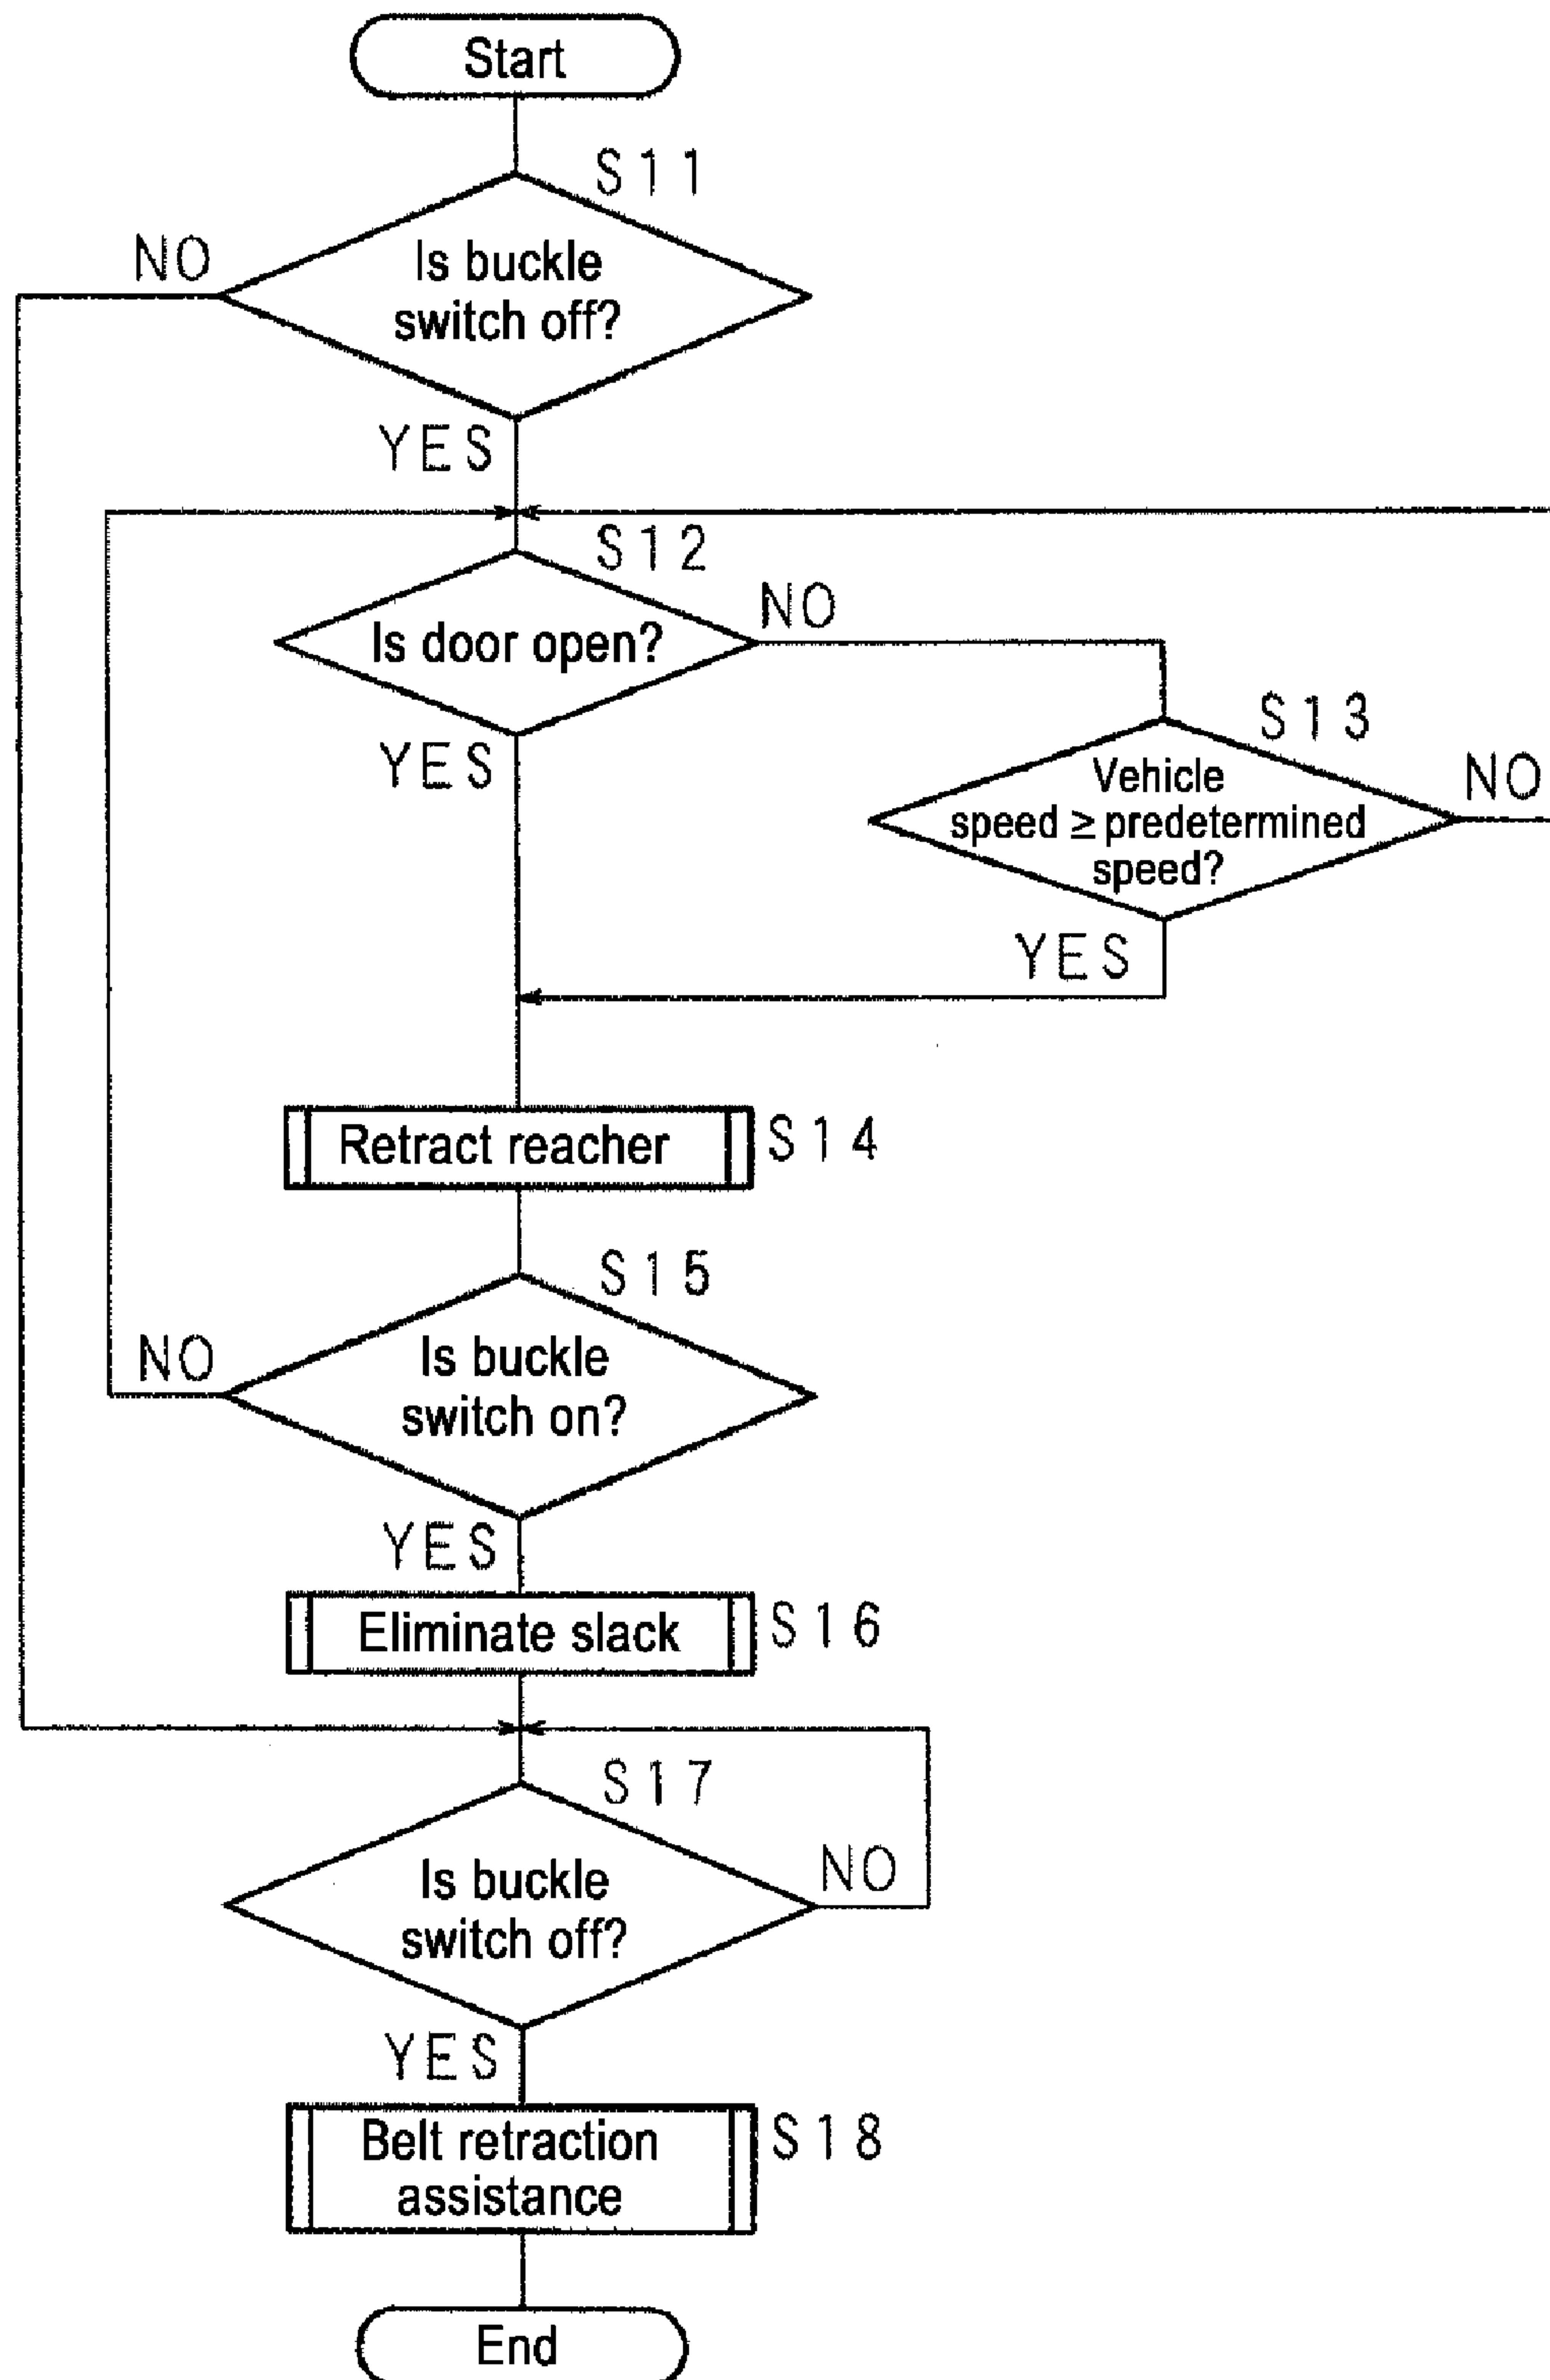 Start
S11
NO
Is buckle
switch off?
YES
S12
NO
Is door open?
YES
S13
NO
Vehicle
speed ≥ predetermined
speed?
YES
Retract reacher
S14
S15
NO
Is buckle
switch on?
YES
Eliminate slack
S16
S17
NO
Is buckle
switch off?
YES
Belt retraction
assistance
S18
End